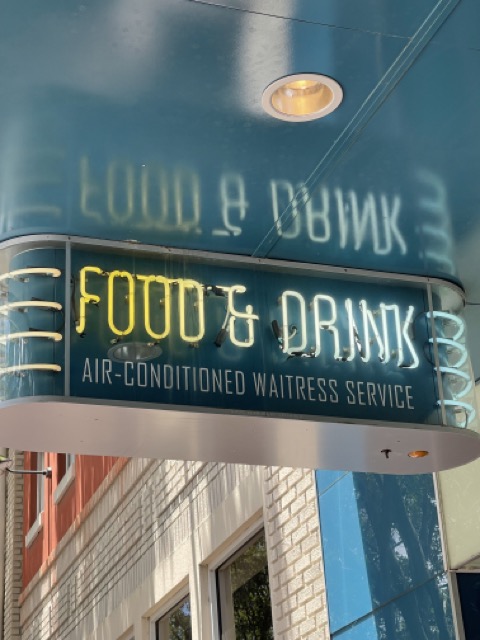 FOOD & DRINK
AIR-CONDITIONED WAITRESS SERVICE